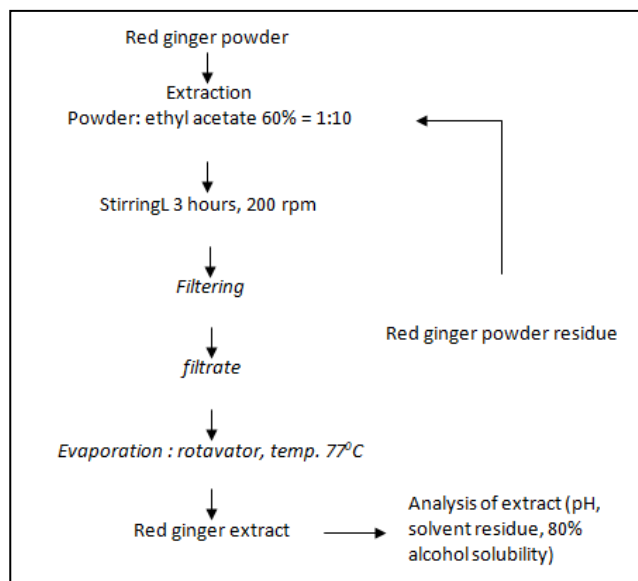 Red ginger powder
Extraction
Powder: ethyl acetate 60% = 1:10
StirringL 3 hours, 200 rpm
Filtering
Red ginger powder residue
filtrate
Evaporation : rotavator, temp. 77⁰C
Red ginger extract
Analysis of extract (pH,
solvent residue, 80%
alcohol solubility)